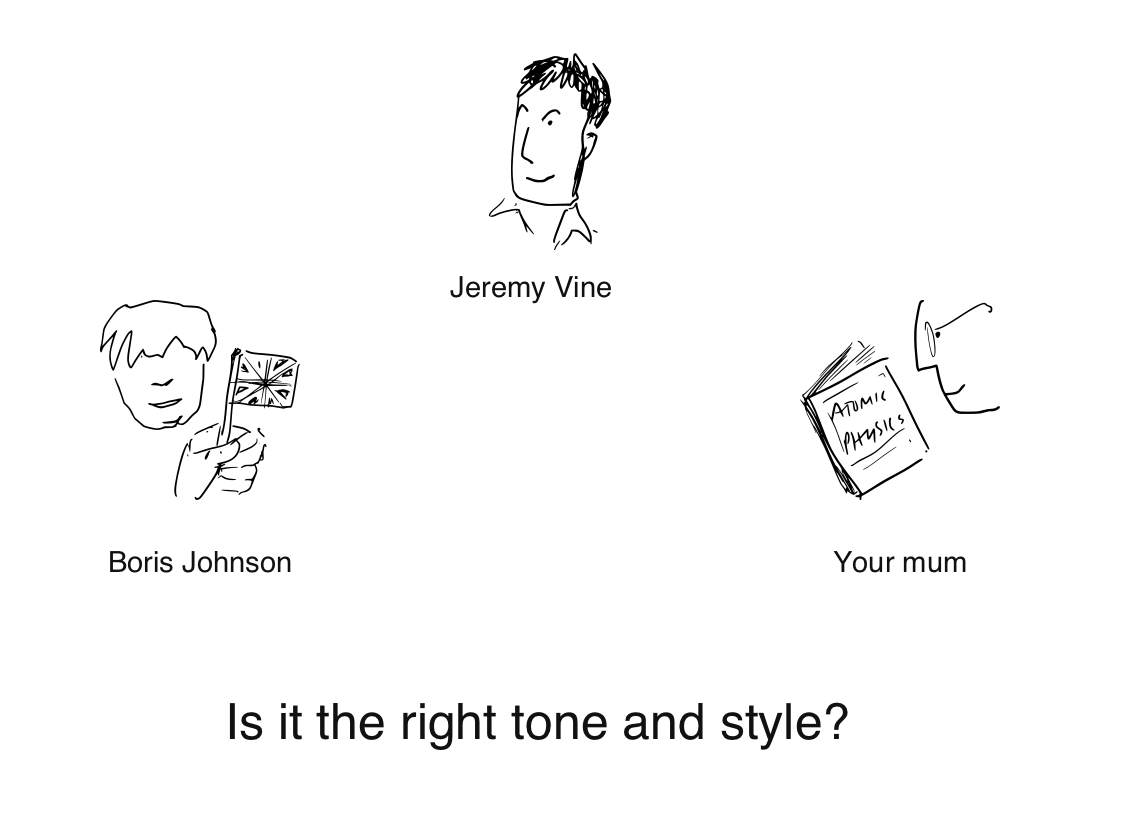 Jeremy Vine
ATOMIC
PHYSICS
Boris Johnson
Your mum
Is it the right tone and style?